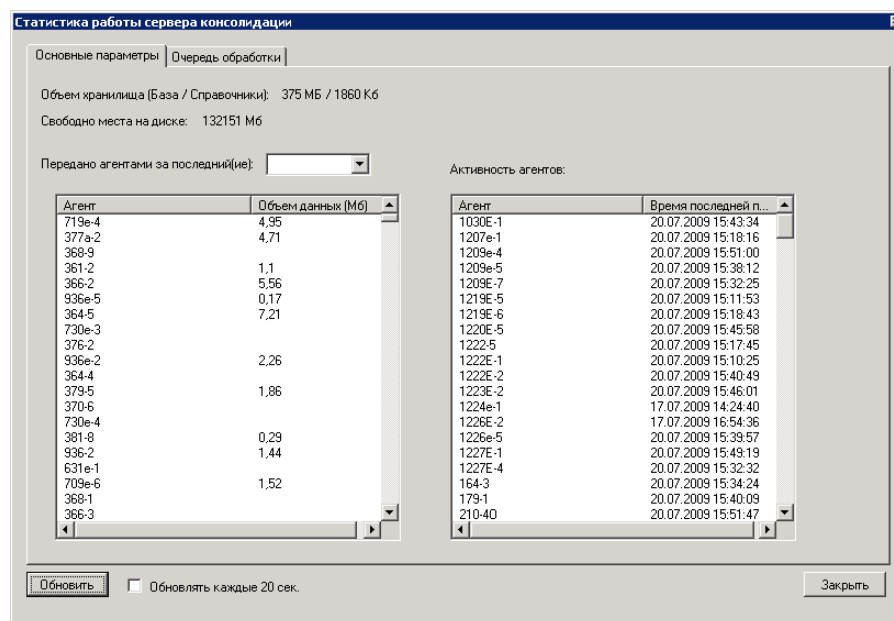 Статистика работы сервера консолидации
Основные параметры Очередь обработки
Объем хранилища (База / Справочники): 375 МБ / 1860 Кб
Свободно места на диске: 132151 Мб
Передано агентами за последний(ие):
Активность агентов:
Агент Объем данных (Мб)
719e-4 4,95
377a-2 4,71
368-9
361-2 1,1
366-2 5,56
936e-5 0,17
364-5 7,21
730e-3
376-2
936e-2 2,26
364-4
379-5 1,86
370-6
730e-4
381-8 0,29
936-2 1,44
631e-1
709e-6 1,52
368-1
366-3
Агент Время последней п...
1030E-1 20.07.2009 15:43:34
1207e-1 20.07.2009 15:18:16
1209e-4 20.07.2009 15:51:00
1209e-5 20.07.2009 15:38:12
1209E-7 20.07.2009 15:32:25
1219E-5 20.07.2009 15:11:53
1219E-6 20.07.2009 15:18:43
1220E-5 20.07.2009 15:45:58
1222-5 20.07.2009 15:17:45
1222E-1 20.07.2009 15:10:25
1222E-2 20.07.2009 15:40:49
1223E-2 20.07.2009 15:46:01
1224e-1 17.07.2009 14:24:40
1226E-2 17.07.2009 16:54:36
1226e-5 20.07.2009 15:39:57
1227E-1 20.07.2009 15:49:19
1227E-4 20.07.2009 15:32:32
164-3 20.07.2009 15:34:24
179-1 20.07.2009 15:40:09
210-40 20.07.2009 15:51:47
Обновить Обновлять каждые 20 сек. Закрыть